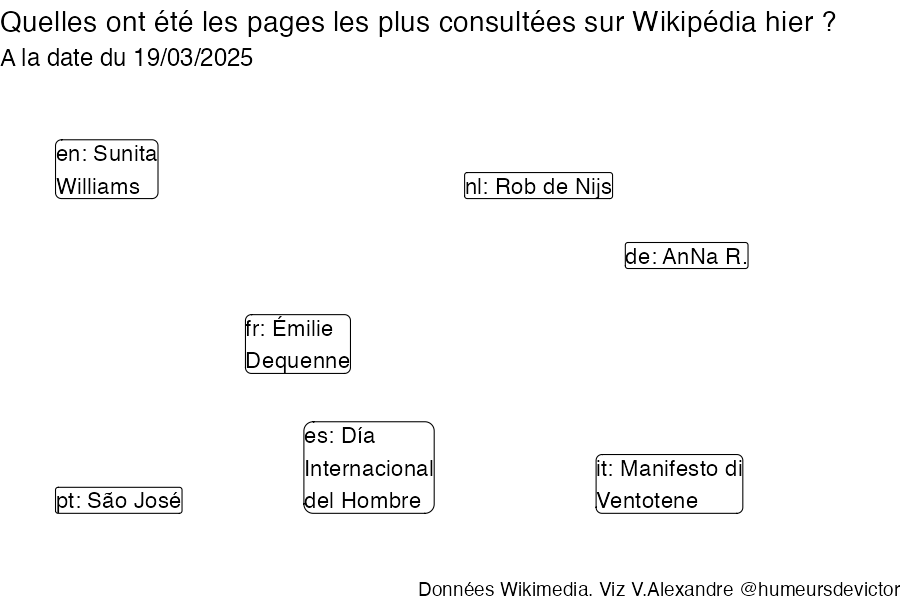 Quelles ont été les pages les plus consultées sur Wikipédia hier ?
A la date du 19/03/2025
en: Sunita
Williams
nl: Rob de Nijs
de: AnNa R.
fr: Émilie
Dequenne
es: Día
Internacional
del Hombre
it: Manifesto di
Ventotene
pt: São José
Données Wikimedia. Viz V.Alexandre @humeursdevictor